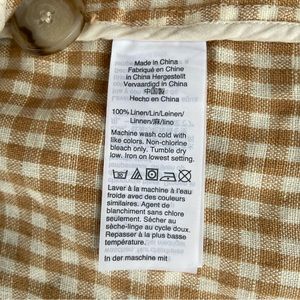 Made in China
Fabriqué en Chine
in China Hergestellt
Vervaardigd in China
中国製
Hecho en China
100% Linen/Lin/Leinen/
Linnen/麻/lino
Machine wash cold with
like colors. Non-chlorine
bleach only. Tumble dry
low. Iron on lowest setting.
Laver à la machine à l'eau
froide avec des couleurs
similaires. Agent de
blanchiment sans chlore
seulement. Sécher au
sèche-linge au cycle doux.
Repasser à la plus basse
température.
In der maschine mit